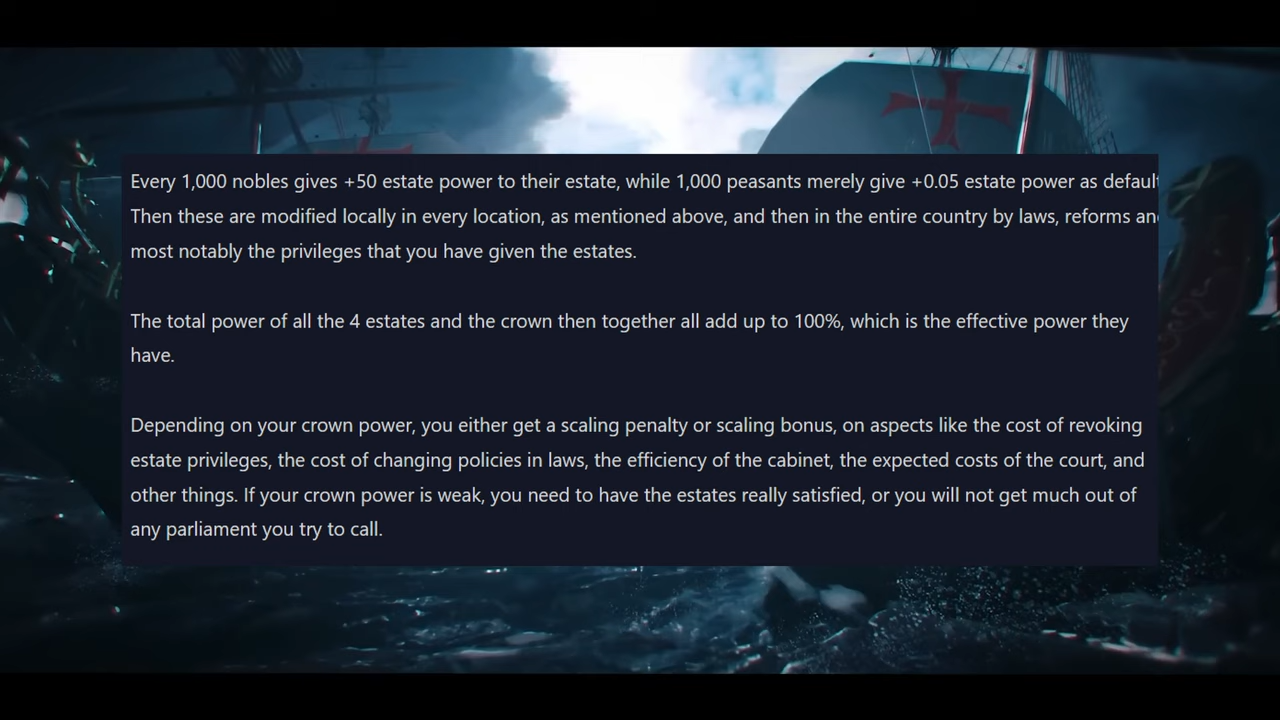 Every 1,000 nobles gives +50 estate power to their estate, while 1,000 peasants merely give +0.05 estate power as default
Then these are modified locally in every location, as mentioned above, and then in the entire country by laws, reforms an
most notably the privileges that you have given the estates.
The total power of all the 4 estates and the crown then together all add up to 100%, which is the effective power they
have.
Depending on your crown power, you either get a scaling penalty or scaling bonus, on aspects like the cost of revoking
estate privileges, the cost of changing policies in laws, the efficiency of the cabinet, the expected costs of the court, and
other things. If your crown power is weak, you need to have the estates really satisfied, or you will not get much out of
any parliament you try to call.